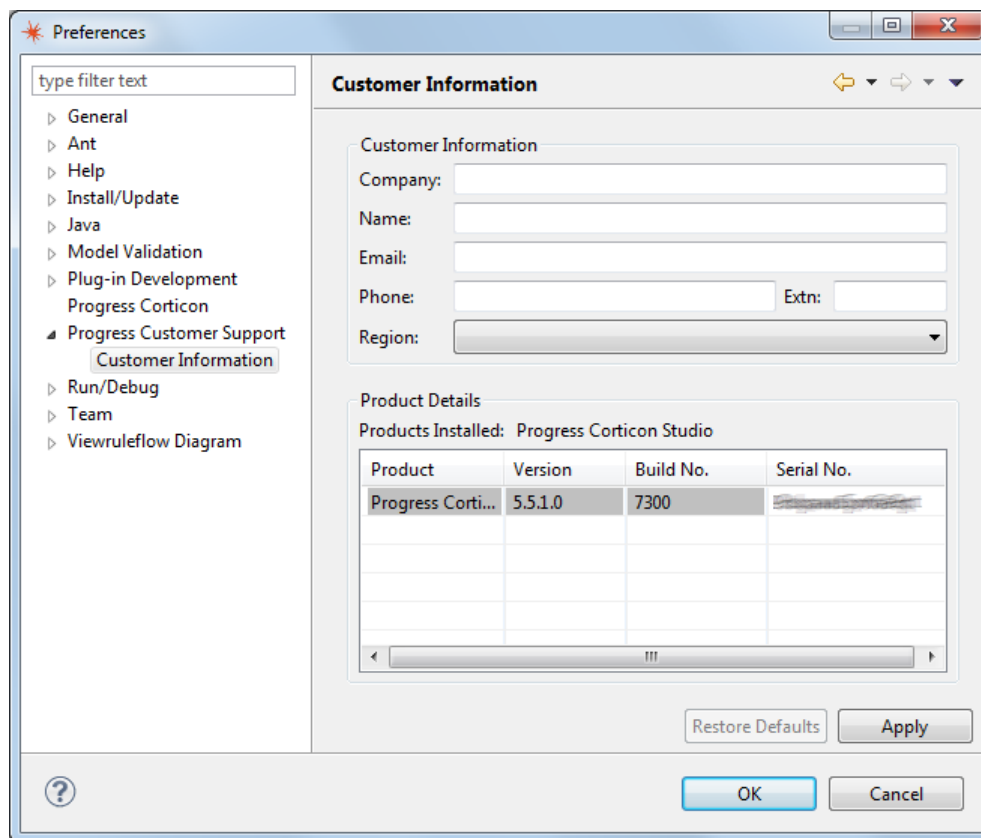 Preferences
type filter text
General
Ant
Help
Install/Update
Java
Model Validation
Plug-in Development
Progress Corticon
Progress Customer Support
Customer Information
Run/Debug
Team
Viewruleflow Diagram
Customer Information
Customer Information
Company:
Name:
Email:
Phone: Extn:
Region:
Product Details
Products Installed: Progress Corticon Studio
Product Version Build No. Serial No.
Progress Corti... 5.5.1.0 7300
Restore Defaults Apply
OK Cancel